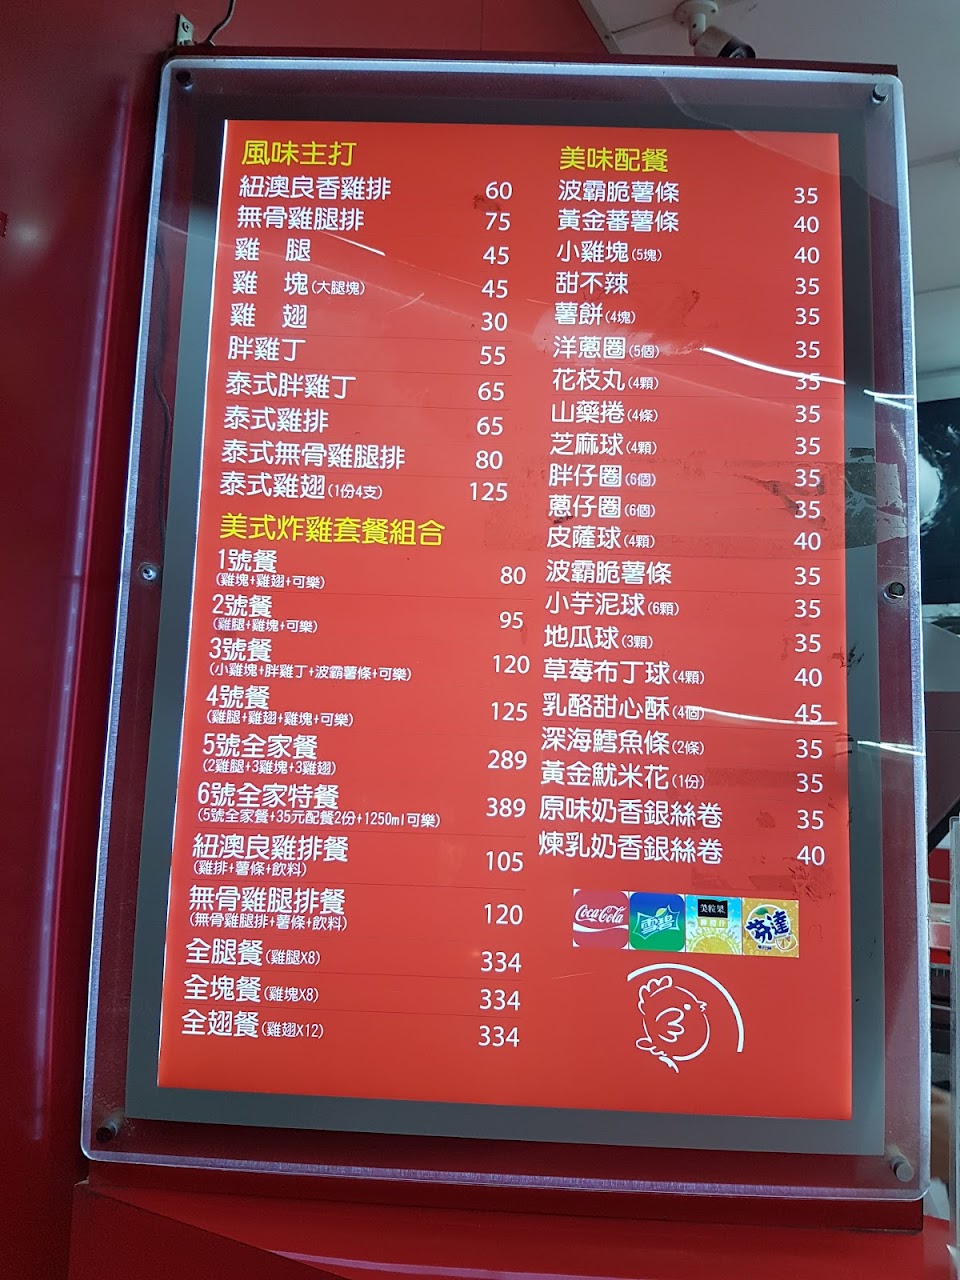 風味主打
紐澳良香雞排 60
無骨雞腿排 75
雞 腿 45
雞 塊(大腿塊) 45
雞 翅 30
胖雞丁 55
泰式胖雞丁 65
泰式雞排 65
泰式無骨雞腿排 80
泰式雞翅(1份4支) 125
美式炸雞套餐組合
1號餐 80
(雞塊+雞翅+可樂)
2號餐 95
(雞腿+雞塊+可樂)
3號餐 120
(小雞塊+胖雞丁+波霸薯條+可樂)
4號餐 125
(雞腿+雞翅+雞塊+可樂)
5號全家餐 289
(2雞腿+3雞塊+3雞翅)
6號全家特餐 389
(5號全家餐+35元配餐2份+1250ml可樂)
紐澳良雞排餐 105
(雞排+薯條+飲料)
無骨雞腿排餐 120
(無骨雞腿排+薯條+飲料)
全腿餐(雞腿X8) 334
全塊餐(雞塊X8) 334
全翅餐(雞翅X12) 334
美味配餐
波霸脆薯條 35
黃金蕃薯條 40
小雞塊(5塊) 40
甜不辣 35
薯餅(4塊) 35
洋蔥圈(5個) 35
花枝丸(4顆) 35
山藥捲(4條) 35
芝麻球(4顆) 35
胖仔圈(6個) 35
蔥仔圈(6個) 35
皮薩球(4顆) 40
波霸脆薯條 35
小芋泥球(6顆) 35
地瓜球(3顆) 35
草莓布丁球(4顆) 40
乳酪甜心酥(4個) 45
深海鱈魚條(2條) 35
黃金魷米花(1份) 35
原味奶香銀絲卷 35
煉乳奶香銀絲卷 40
Coca-Cola
雪碧
美粒果
芬達